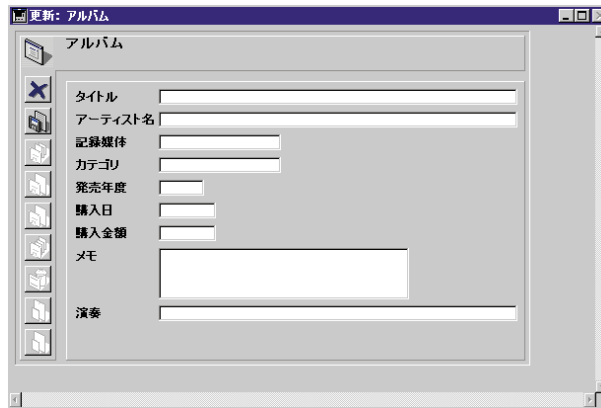 更新: アルバム
アルバム
タイトル
アーティスト名
記録媒体
カテゴリ
発売年度
購入日
購入金額
メモ
演奏